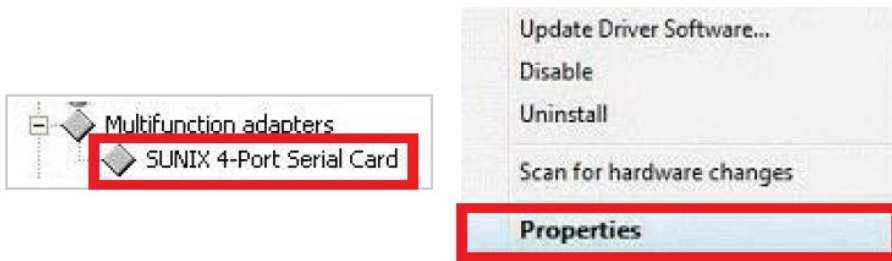 Multifunction adapters
SUNIX 4-Port Serial Card
Update Driver Software...
Disable
Uninstall
Scan for hardware changes
Properties